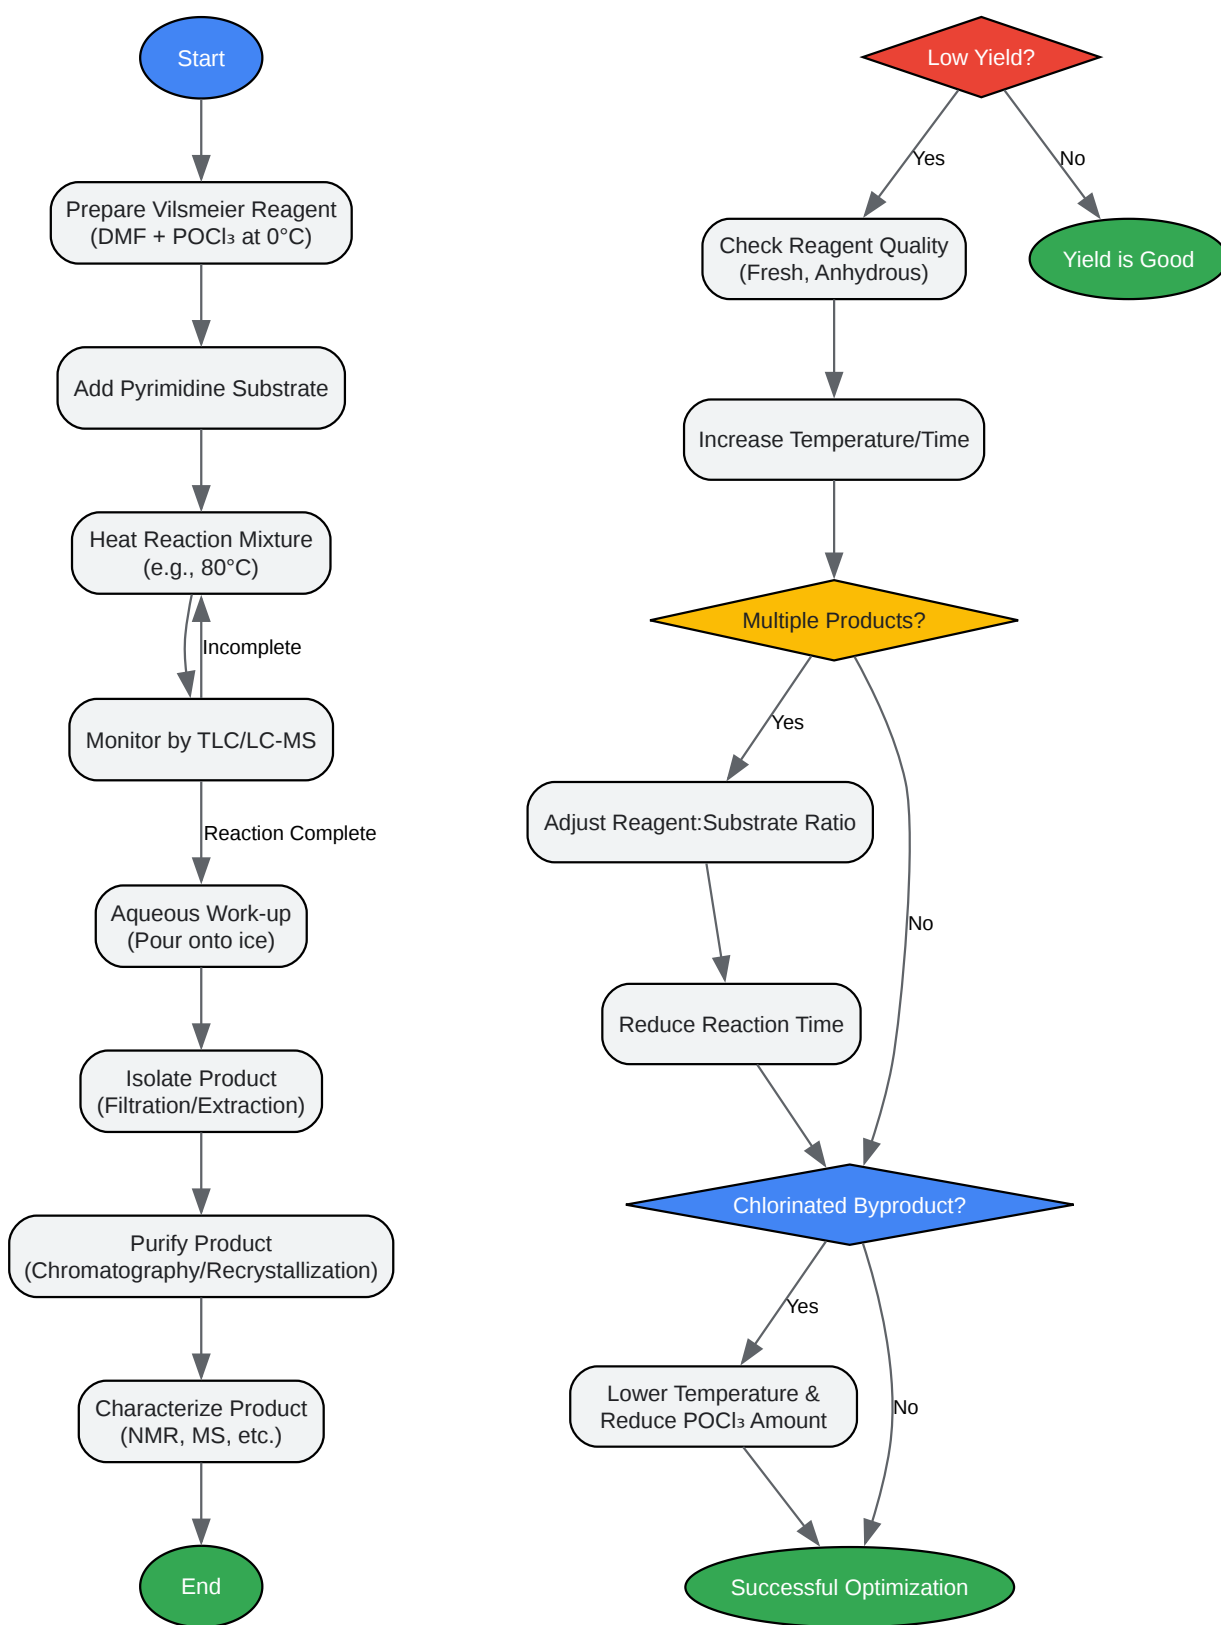 Start
Prepare Vilsmeier Reagent
(DMF + POCl₃ at 0°C)
Add Pyrimidine Substrate
Heat Reaction Mixture
(e.g., 80°C)
Incomplete
Monitor by TLC/LC-MS
Reaction Complete
Aqueous Work-up
(Pour onto ice)
Isolate Product
(Filtration/Extraction)
Purify Product
(Chromatography/Recrystallization)
Characterize Product
(NMR, MS, etc.)
End
Low Yield?
Yes
No
Check Reagent Quality
(Fresh, Anhydrous)
Yield is Good
Increase Temperature/Time
Multiple Products?
Yes
Adjust Reagent:Substrate Ratio
No
Reduce Reaction Time
Chlorinated Byproduct?
Yes
Lower Temperature &
Reduce POCl₃ Amount
No
Successful Optimization